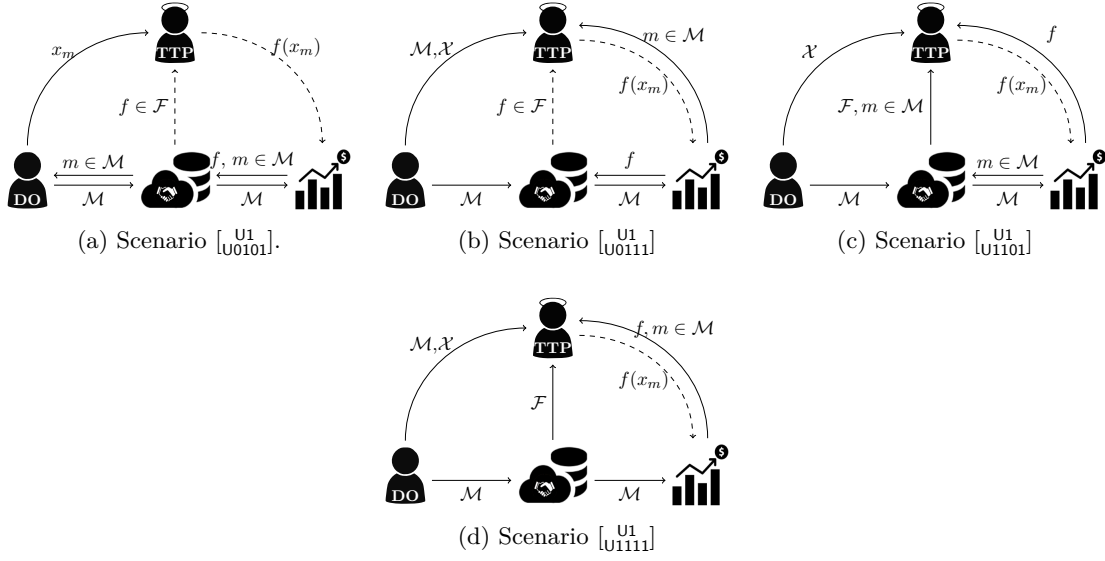 TTP
x_m
f(x_m)
f ∈ 𝓕
m ∈ 𝓜
f, m ∈ 𝓜
DO
𝓜
𝓜
$
(a) Scenario [U1 U0101].
TTP
𝓜,𝓧
m ∈ 𝓜
f(x_m)
f ∈ 𝓕
f
DO
𝓜
𝓜
$
(b) Scenario [U1 U0111]
TTP
𝓧
f
f(x_m)
𝓕, m ∈ 𝓜
m ∈ 𝓜
DO
𝓜
𝓜
$
(c) Scenario [U1 U1101]
TTP
𝓜,𝓧
f, m ∈ 𝓜
f(x_m)
𝓕
DO
𝓜
𝓜
$
(d) Scenario [U1 U1111]